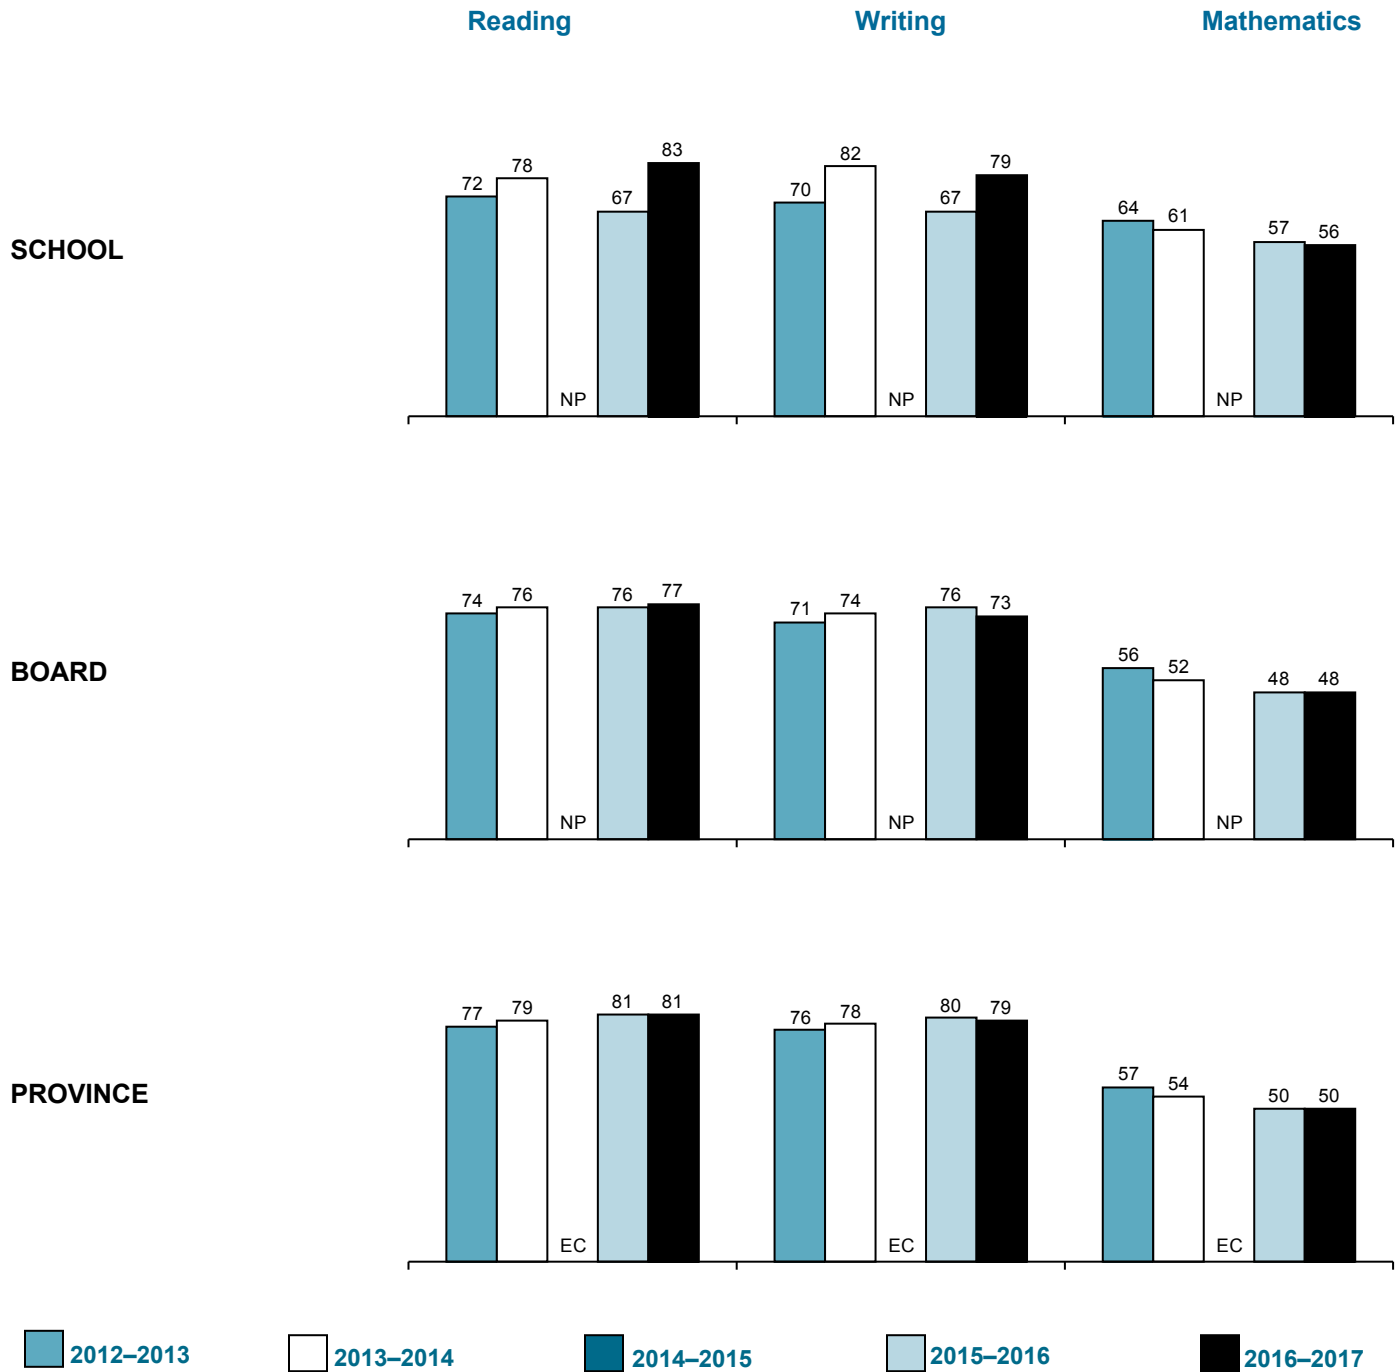 Reading Writing Mathematics
SCHOOL
72 78 NP 67 83 70 82 NP 67 79 64 61 NP 57 56
BOARD
74 76 NP 76 77 71 74 NP 76 73 56 52 NP 48 48
PROVINCE
77 79 EC 81 81 76 78 EC 80 79 57 54 EC 50 50
2012–2013 2013–2014 2014–2015 2015–2016 2016–2017